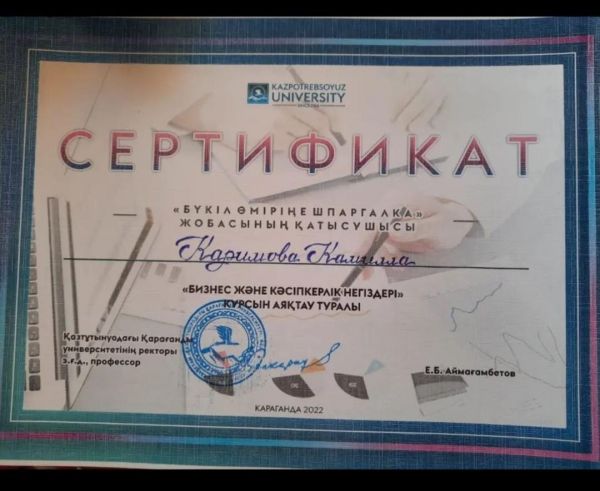 KAZPOTREBSOYUZ
UNIVERSITY
СЕРТИФИКАТ
«БҮКІЛ ӨМІРІҢЕ ШПАРГАЛКА»
ЖОБАСЫНЫҢ ҚАТЫСУШЫСЫ
Каримова Камилла
«БИЗНЕС ЖӘНЕ КӘСІПКЕРЛІК НЕГІЗДЕРІ»
КУРСЫН АЯҚТАУ ТУРАЛЫ
Қазтұтынуодағы Қарағанды
университетінің ректоры
э.ғ.д., профессор
Е.Б. Аймағамбетов
КАРАГАНДА 2022